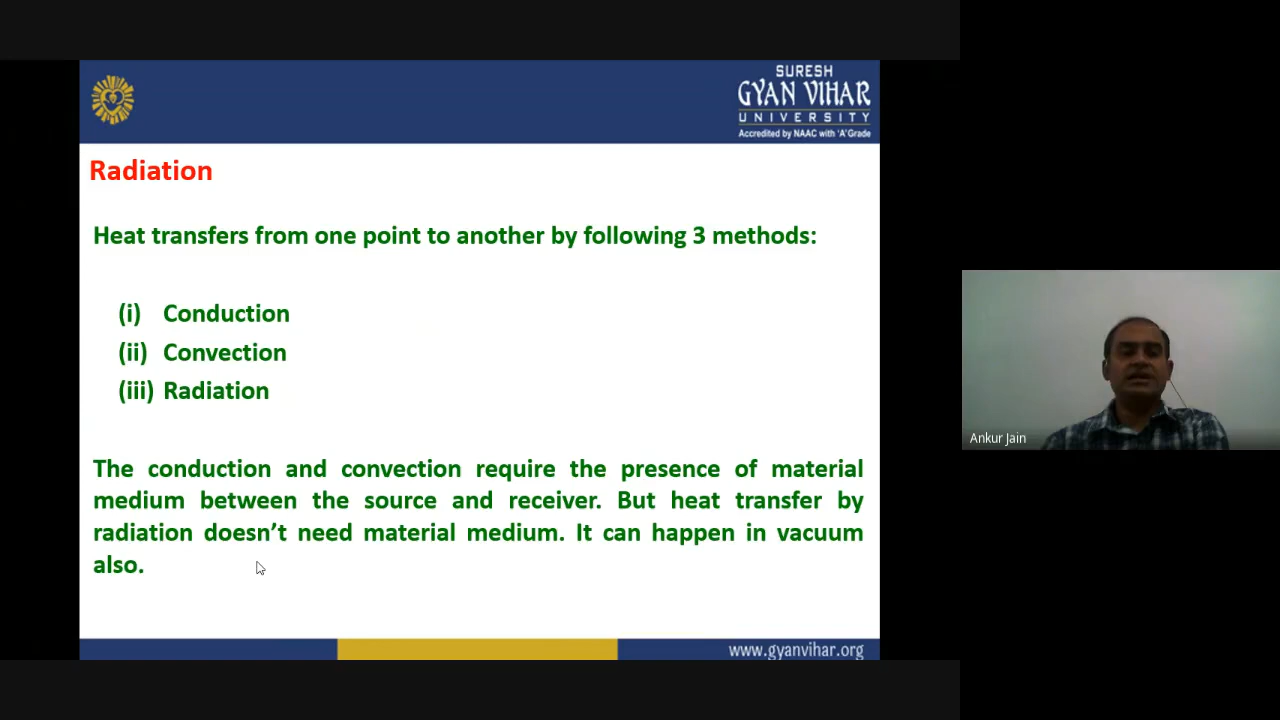 SURESH
GYAN VIHAR
UNIVERSITY
Accredited by NAAC with 'A' Grade
Radiation
Heat transfers from one point to another by following 3 methods:
(i) Conduction
(ii) Convection
(iii) Radiation
The conduction and convection require the presence of material
medium between the source and receiver. But heat transfer by
radiation doesn’t need material medium. It can happen in vacuum
also.
Ankur Jain
www.gyanvihar.org